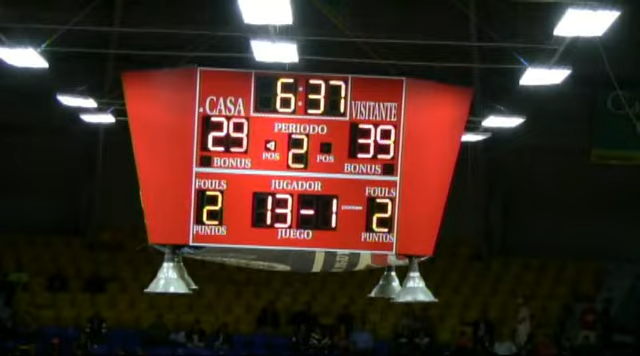 6:37
CASA VISITANTE
29 PERIODO 39
POS 2 POS
BONUS BONUS
FOULS JUGADOR FOULS
2 13-1 2
PUNTOS JUEGO PUNTOS